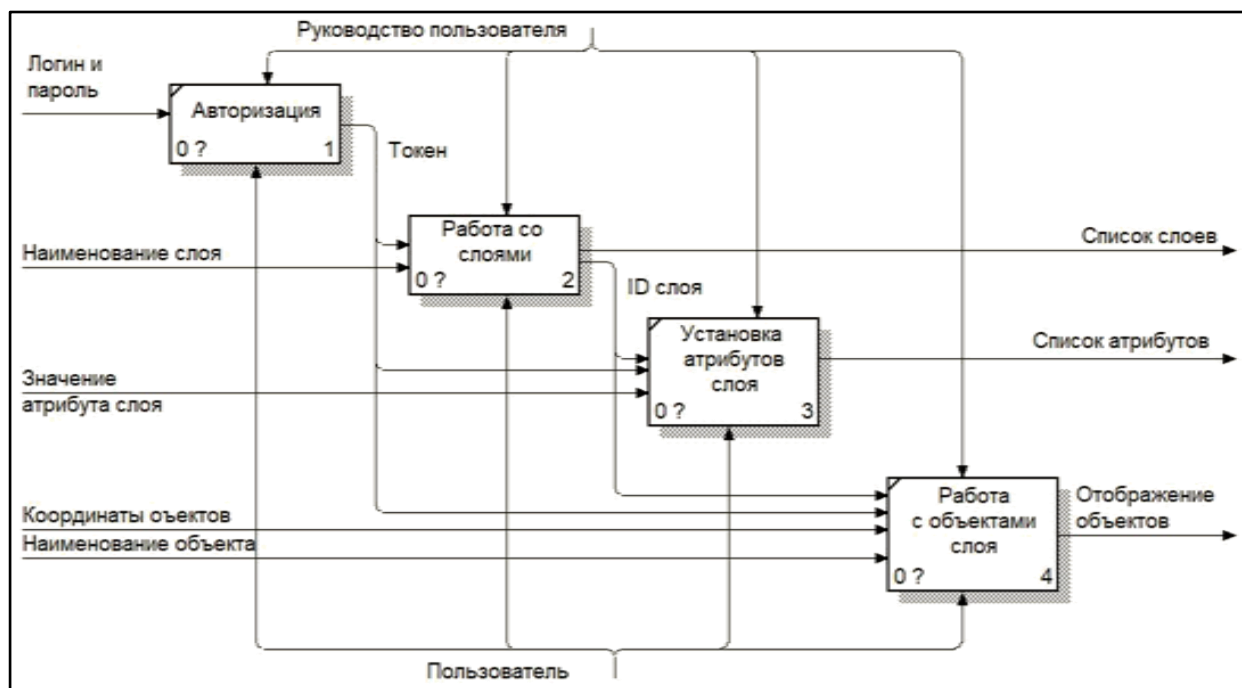 Руководство пользователя
Логин и
пароль
Авторизация
0 ? 1
Токен
Работа со
слоями
0 ? 2
Наименование слоя
Список слоев
ID слоя
Установка
атрибутов
слоя
0 ? 3
Список атрибутов
Значение
атрибута слоя
Работа
с объектами
слоя
0 ? 4
Отображение
объектов
Координаты оъектов
Наименование объекта
Пользователь